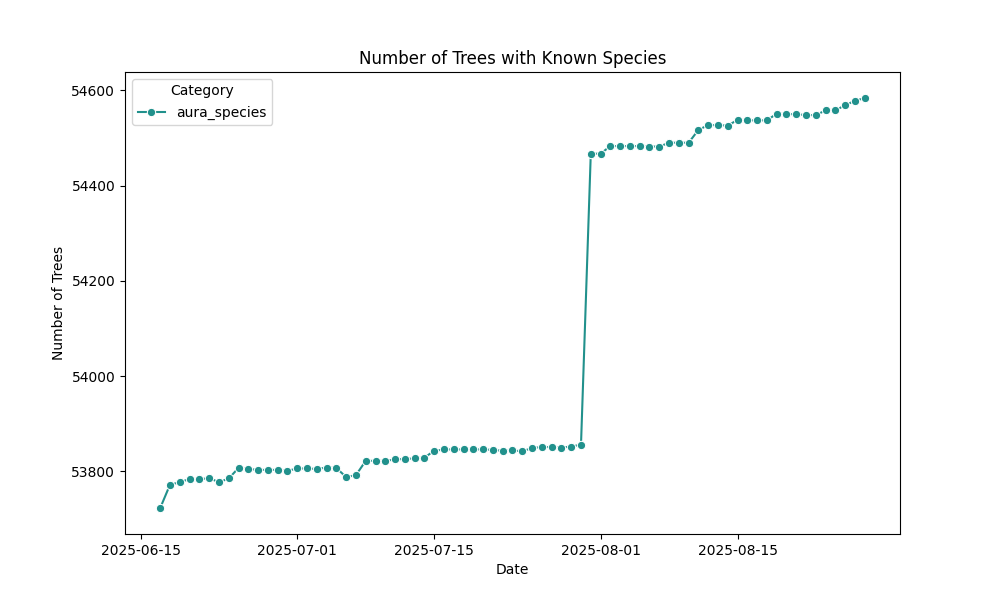 Number of Trees with Known Species
Category
aura_species
54600
54400
54200
54000
53800
Number of Trees
2025-06-15
2025-07-01
2025-07-15
2025-08-01
2025-08-15
Date